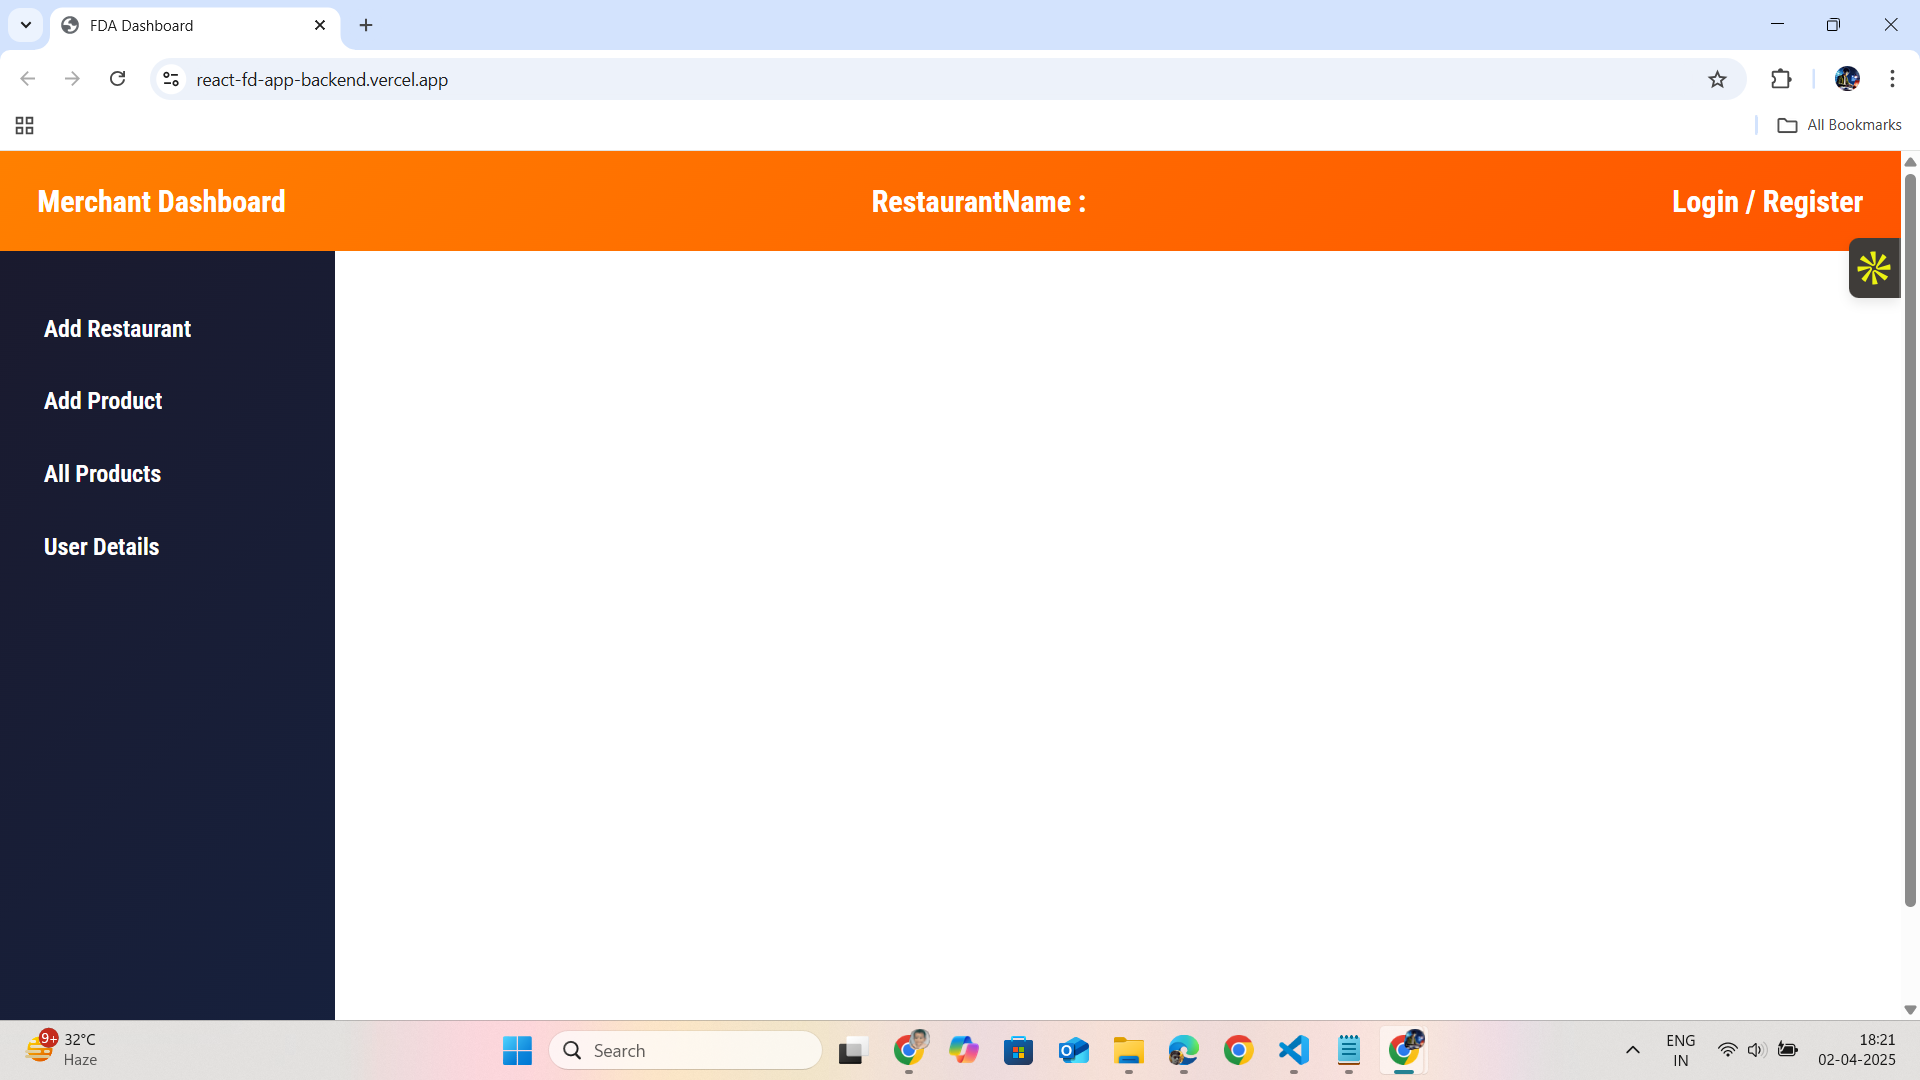 FDA Dashboard
react-fd-app-backend.vercel.app
All Bookmarks
Merchant Dashboard
RestaurantName :
Login / Register
Add Restaurant
Add Product
All Products
User Details
9+
32°C
Haze
Search
ENG
IN
18:21
02-04-2025